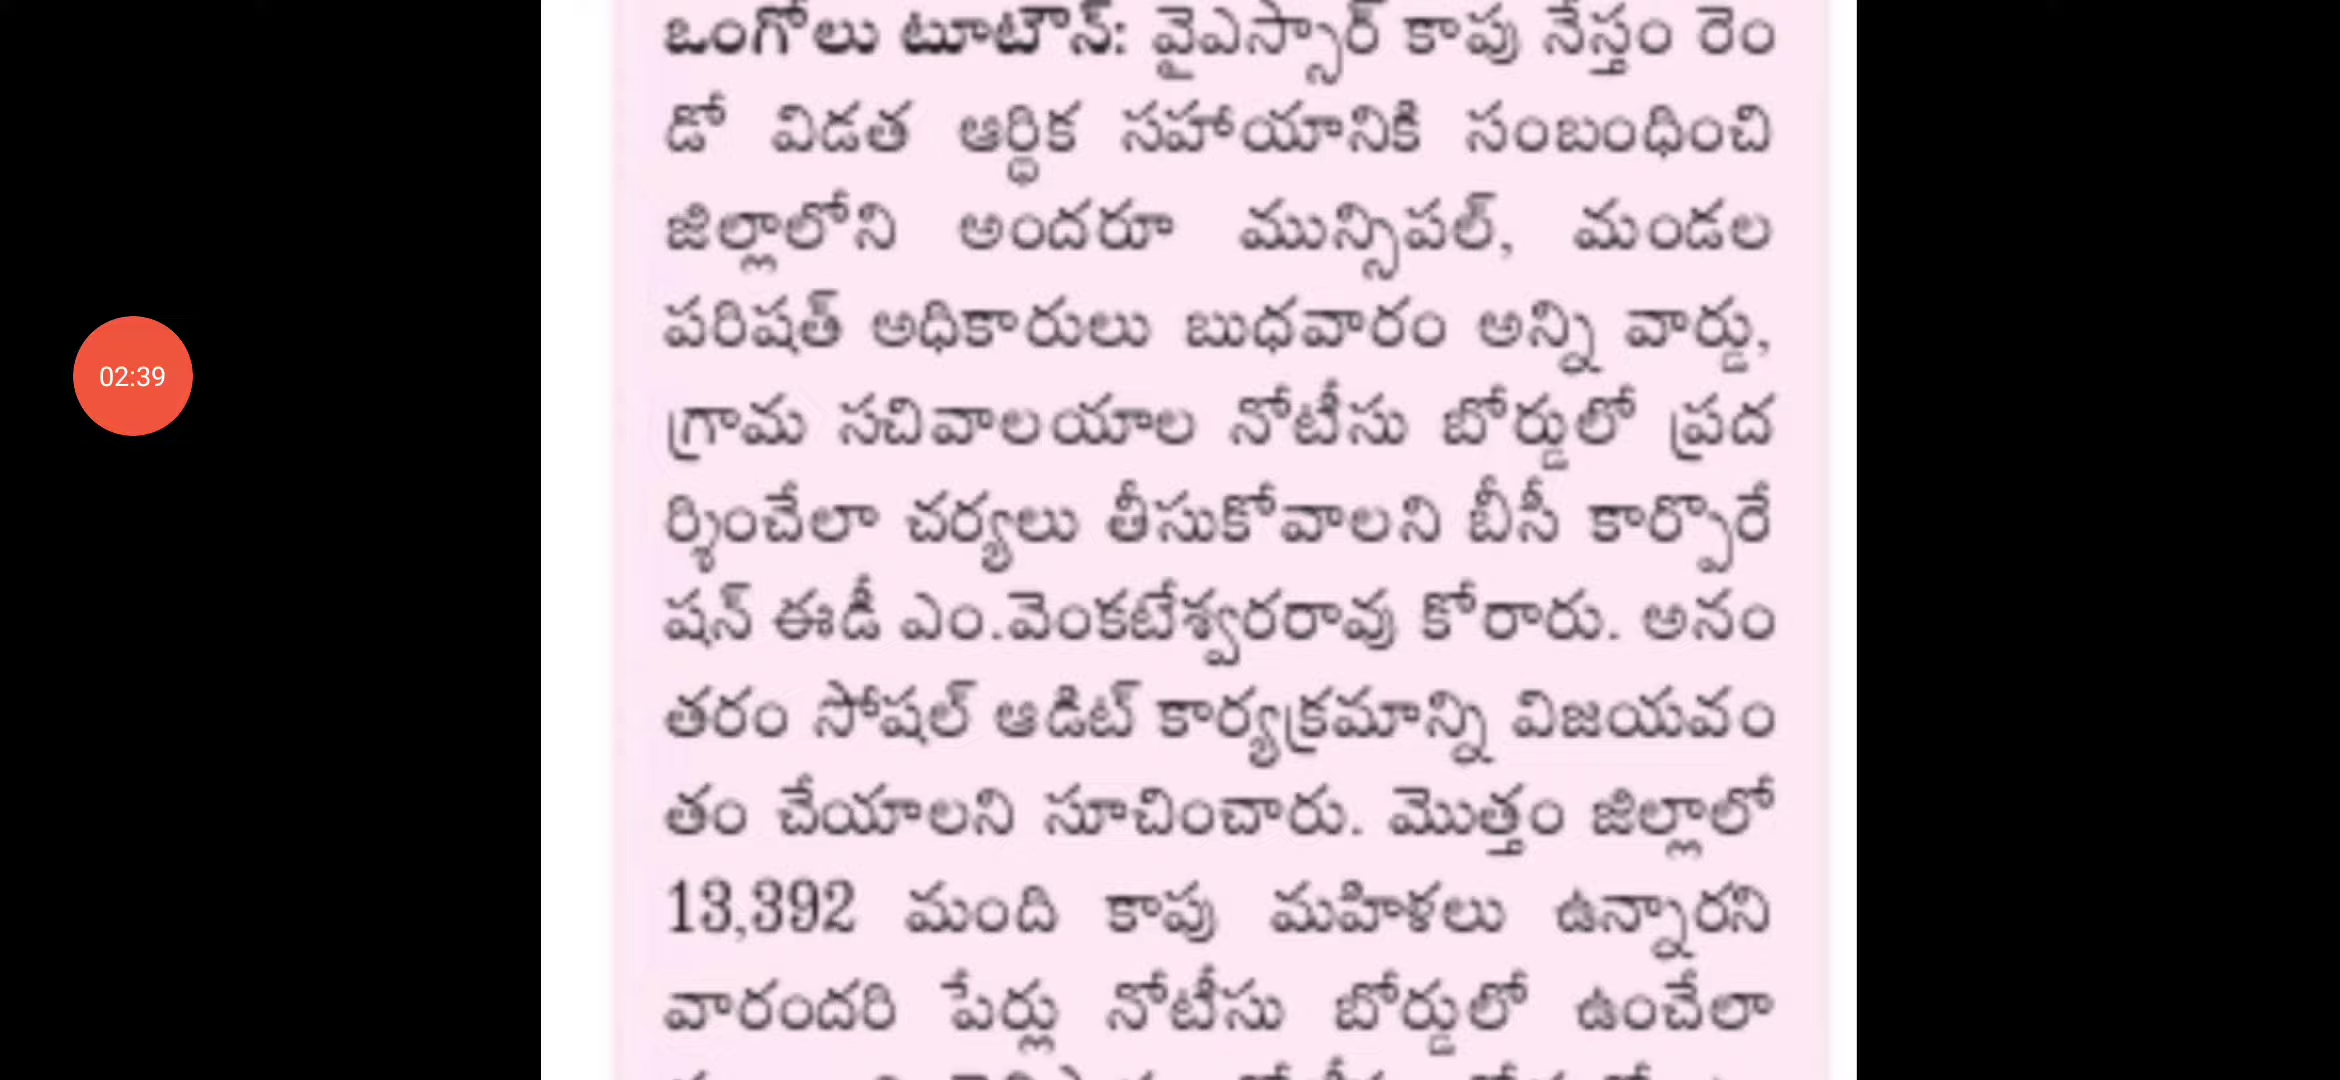 ఒంగోలు టూటౌన్: వైఎస్సార్ కాపు నేస్తం రెం
డో విడత ఆర్థిక సహాయానికి సంబంధించి
జిల్లాలోని అందరూ మున్సిపల్, మండల
పరిషత్ అధికారులు బుధవారం అన్ని వార్డు,
02:39
గ్రామ సచివాలయాల నోటీసు బోర్డులో ప్రద
ర్శించేలా చర్యలు తీసుకోవాలని బీసీ కార్పొరే
షన్ ఈడీ ఎం.వెంకటేశ్వరరావు కోరారు. అనం
తరం సోషల్ ఆడిట్ కార్యక్రమాన్ని విజయవం
తం చేయాలని సూచించారు. మొత్తం జిల్లాలో
13,392 మంది కాపు మహిళలు ఉన్నారని
వారందరి పేర్లు నోటీసు బోర్డులో ఉంచేలా